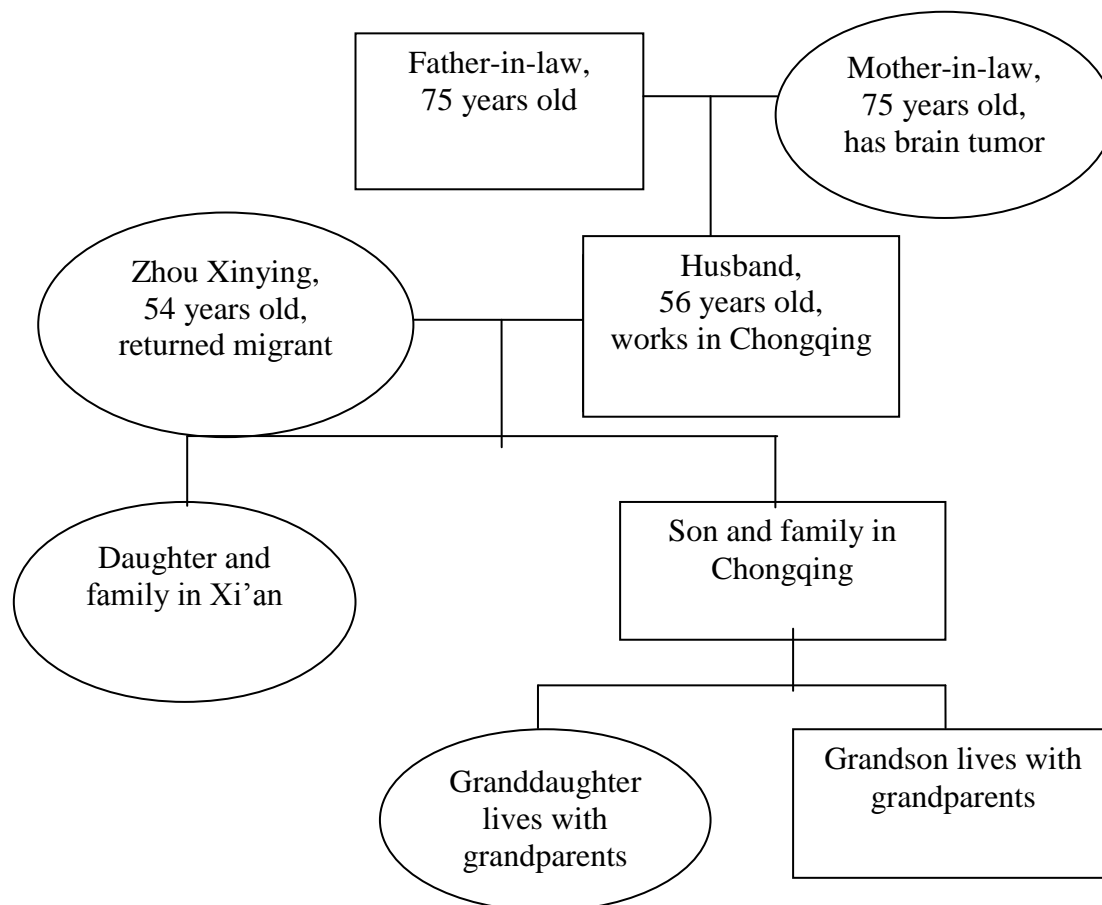 Father-in-law,
75 years old
Mother-in-law,
75 years old,
has brain tumor
Zhou Xinying,
54 years old,
returned migrant
Husband,
56 years old,
works in Chongqing
Daughter and
family in Xi’an
Son and family in
Chongqing
Granddaughter
lives with
grandparents
Grandson lives with
grandparents